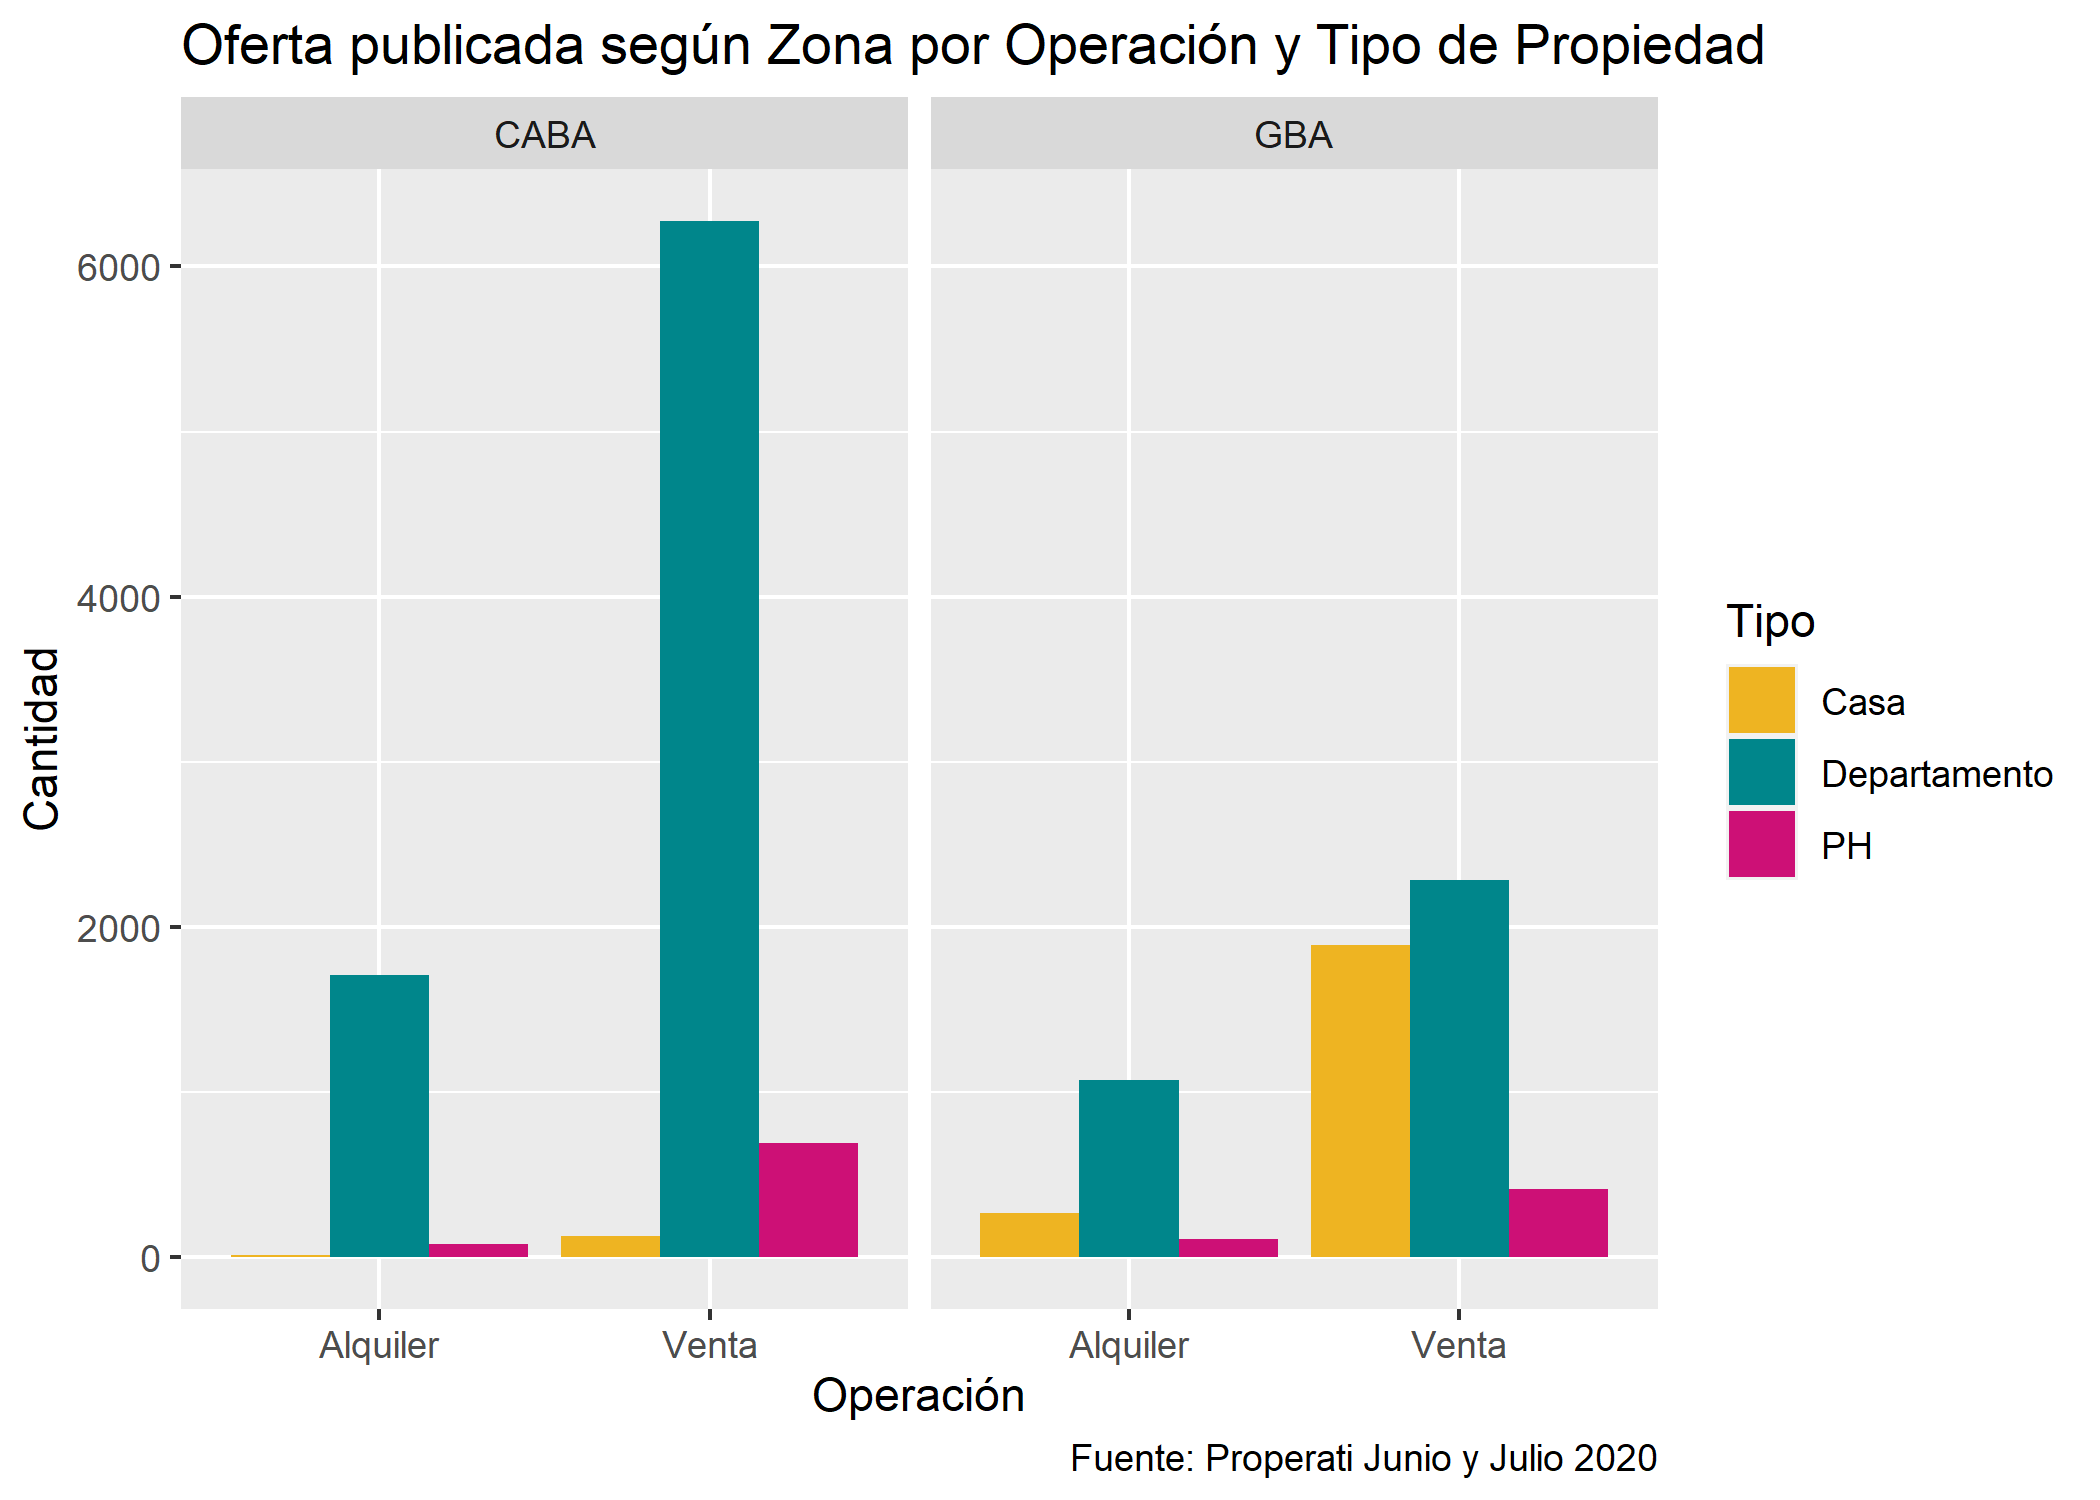 Oferta publicada según Zona por Operación y Tipo de Propiedad
CABA
GBA
6000
4000
2000
0
Cantidad
Alquiler
Venta
Alquiler
Venta
Operación
Tipo
Casa
Departamento
PH
Fuente: Properati Junio y Julio 2020